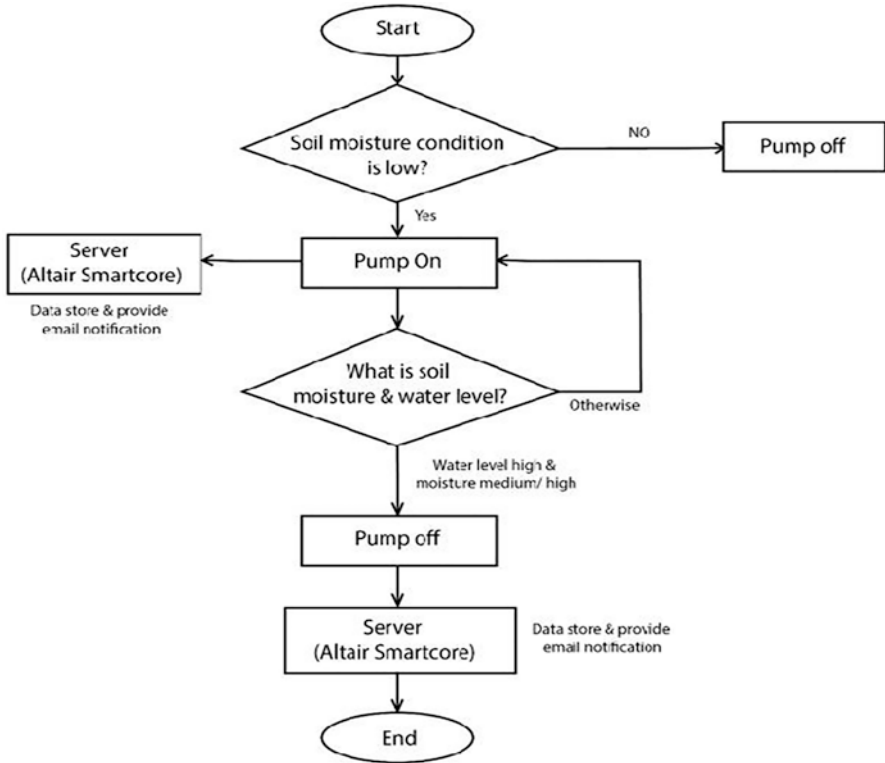 Start
Soil moisture condition
is low?
NO
Pump off
Yes
Server
(Altair Smartcore)
Pump On
Data store & provide
email notification
What is soil
moisture & water level?
Otherwise
Water level high &
moisture medium/ high
Pump off
Server
(Altair Smartcore)
Data store & provide
email notification
End